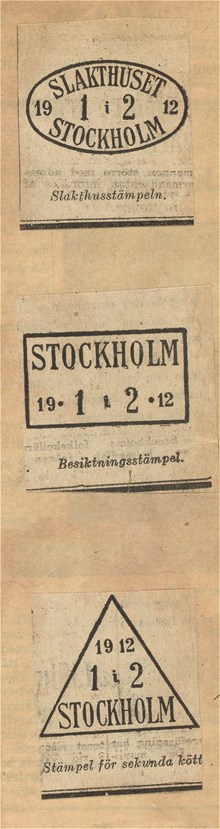 SLAKTHUSET
19 1 i 2 12
STOCKHOLM
Slakthusstämpeln.
STOCKHOLM
19 • 1 i 2 • 12
Besiktningsstämpel.
19 12
1 i 2
STOCKHOLM
Stämpel för sekunda kött